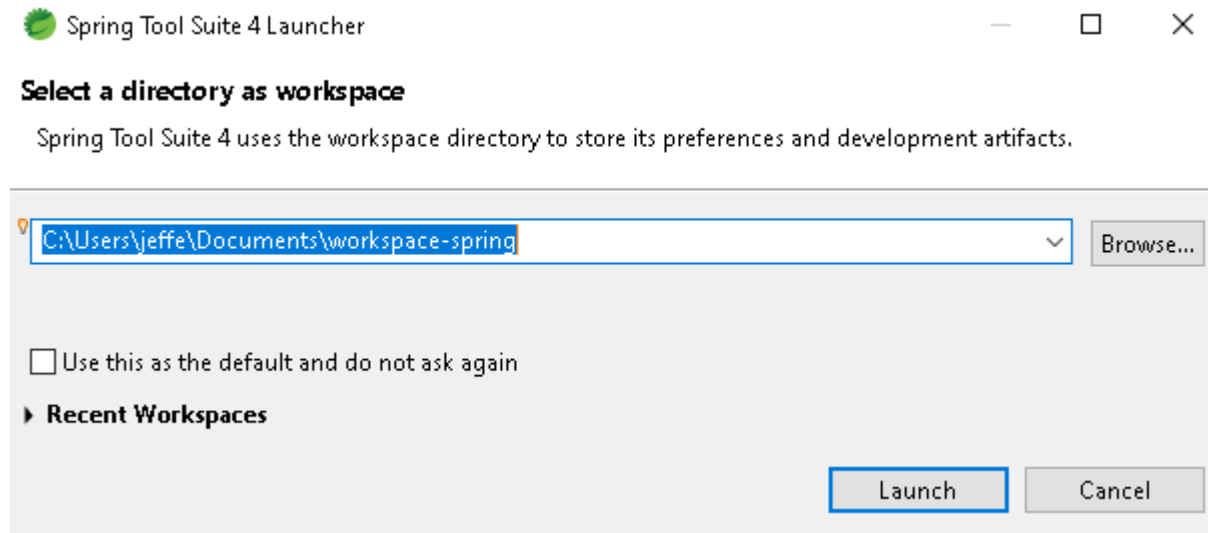 Spring Tool Suite 4 Launcher
Select a directory as workspace
Spring Tool Suite 4 uses the workspace directory to store its preferences and development artifacts.
C:\Users\jeffe\Documents\workspace-spring
Browse...
Use this as the default and do not ask again
Recent Workspaces
Launch
Cancel